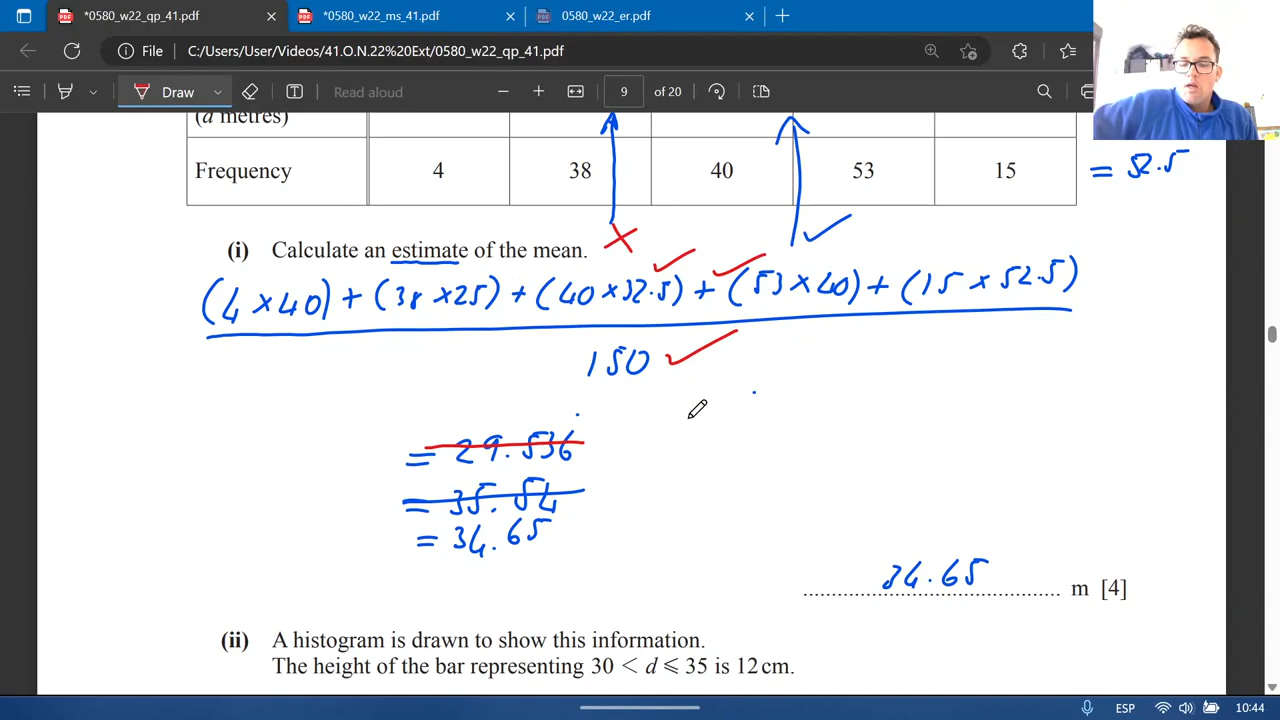 *0580_w22_qp_41.pdf
*0580_w22_ms_41.pdf
0580_w22_er.pdf
File
C:/Users/User/Videos/41.O.N.22%20Ext/0580_w22_qp_41.pdf
Draw
Read aloud
9 of 20
(a metres)
Frequency 4 38 40 53 15
= 52.5
(i) Calculate an estimate of the mean.
(4 × 40) + (38 × 25) + (40 × 32.5) + (53 × 40) + (15 × 52.5)
150
= 29.536
= 35.54
= 34.65
34.65
m [4]
(ii) A histogram is drawn to show this information.
The height of the bar representing 30 < d ⩽ 35 is 12 cm.
ESP 10:44